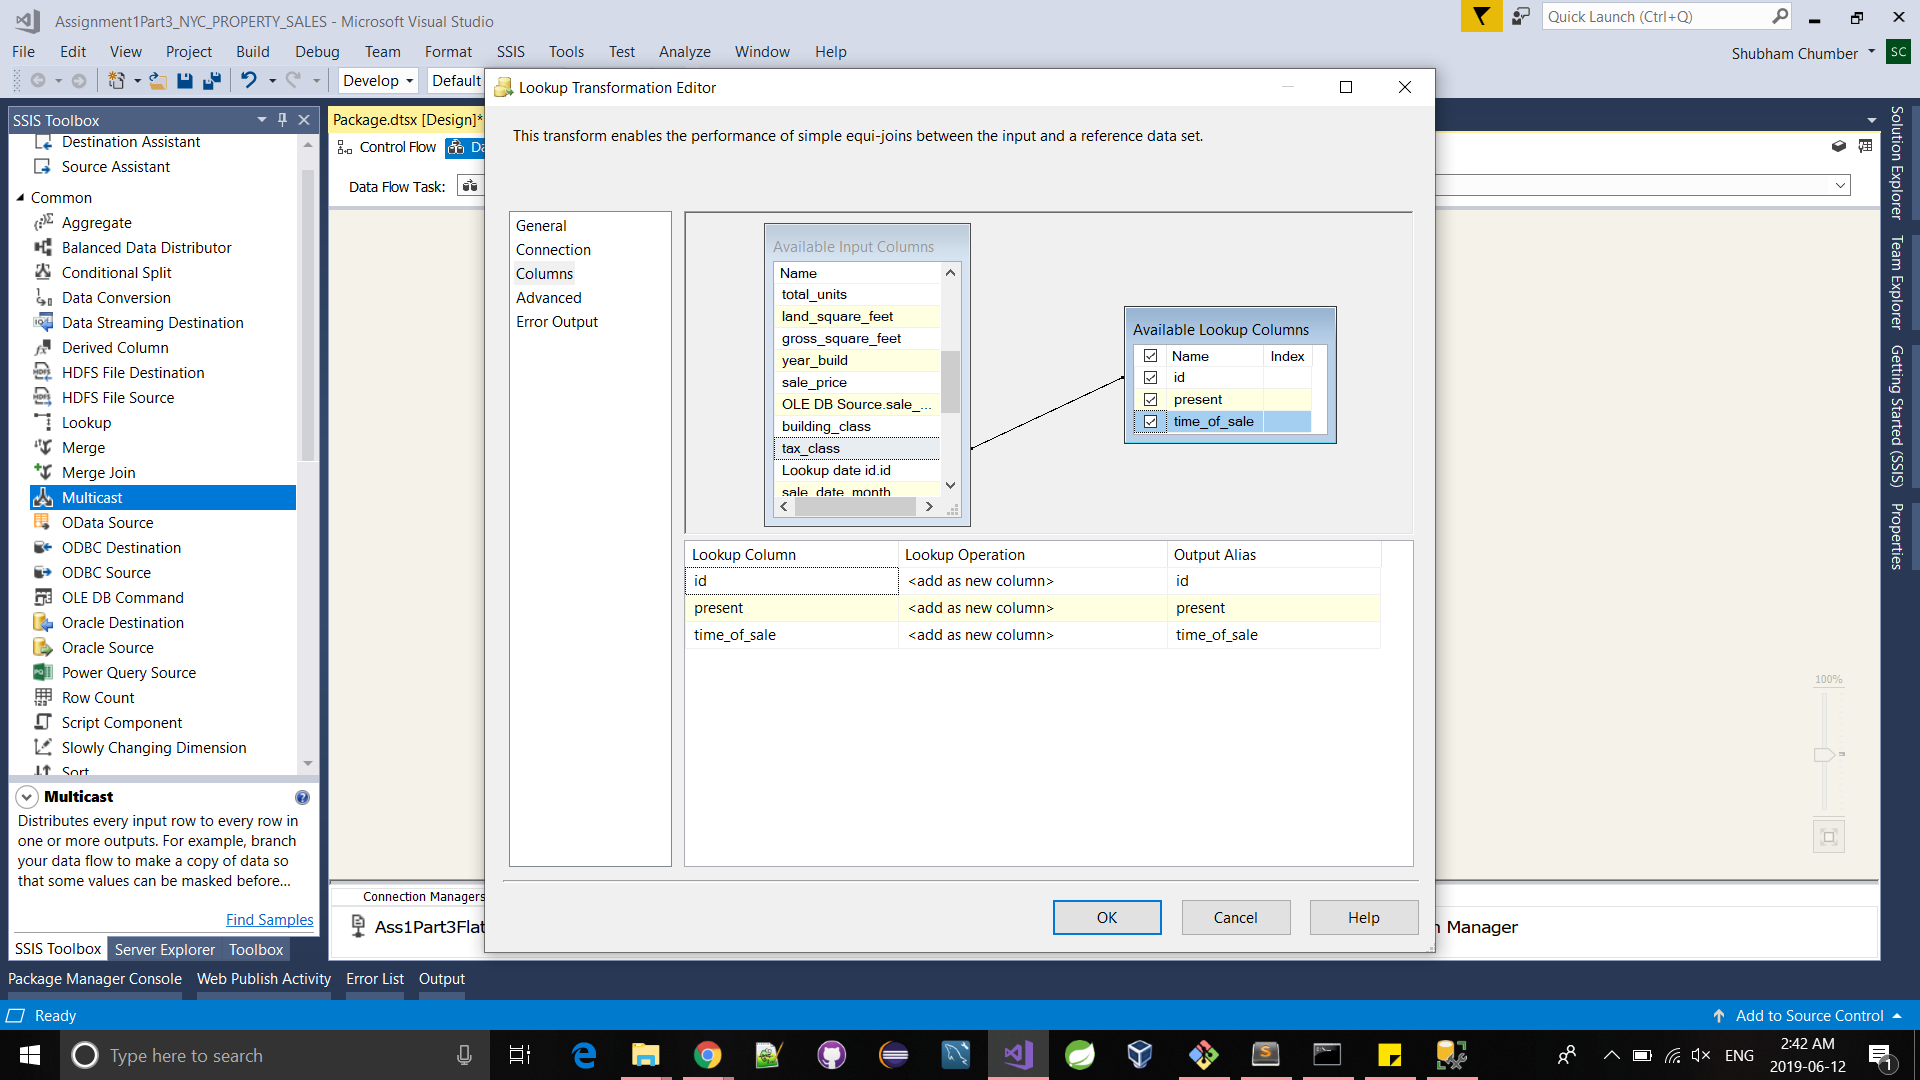 Assignment1Part3_NYC_PROPERTY_SALES - Microsoft Visual Studio
Quick Launch (Ctrl+Q)
File Edit View Project Build Debug Team Format SSIS Tools Test Analyze Window Help
Shubham Chumber SC
Develop Default
SSIS Toolbox
Destination Assistant
Source Assistant
Common
Aggregate
Balanced Data Distributor
Conditional Split
Data Conversion
Data Streaming Destination
Derived Column
HDFS File Destination
HDFS File Source
Lookup
Merge
Merge Join
Multicast
OData Source
ODBC Destination
ODBC Source
OLE DB Command
Oracle Destination
Oracle Source
Power Query Source
Row Count
Script Component
Slowly Changing Dimension
Sort
Multicast
Distributes every input row to every row in
one or more outputs. For example, branch
your data flow to make a copy of data so
that some values can be masked before...
Find Samples
SSIS Toolbox Server Explorer Toolbox
Package.dtsx [Design]*
Control Flow Da
Data Flow Task:
Lookup Transformation Editor
This transform enables the performance of simple equi-joins between the input and a reference data set.
General
Connection
Columns
Advanced
Error Output
Available Input Columns
Name
total_units
land_square_feet
gross_square_feet
year_build
sale_price
OLE DB Source.sale_...
building_class
tax_class
Lookup date id.id
sale_date_month
Available Lookup Columns
Name Index
id
present
time_of_sale
Lookup Column Lookup Operation Output Alias
id <add as new column> id
present <add as new column> present
time_of_sale <add as new column> time_of_sale
OK Cancel Help
Connection Managers
Ass1Part3Flat
n Manager
100%
Solution Explorer
Team Explorer
Getting Started (SSIS)
Properties
Package Manager Console Web Publish Activity Error List Output
Ready
Add to Source Control
Type here to search
ENG
2:42 AM
2019-06-12
1